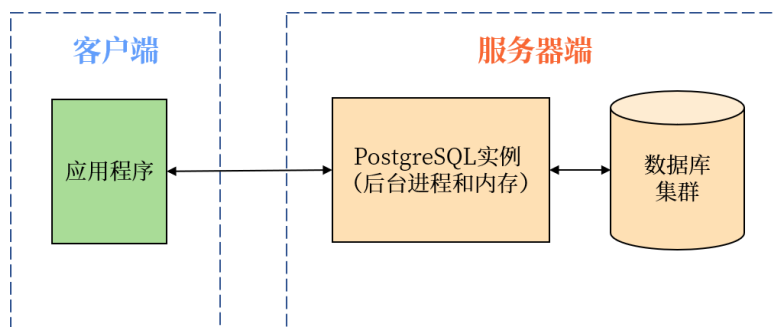 客户端
服务器端
应用程序
PostgreSQL实例
（后台进程和内存）
数据库
集群